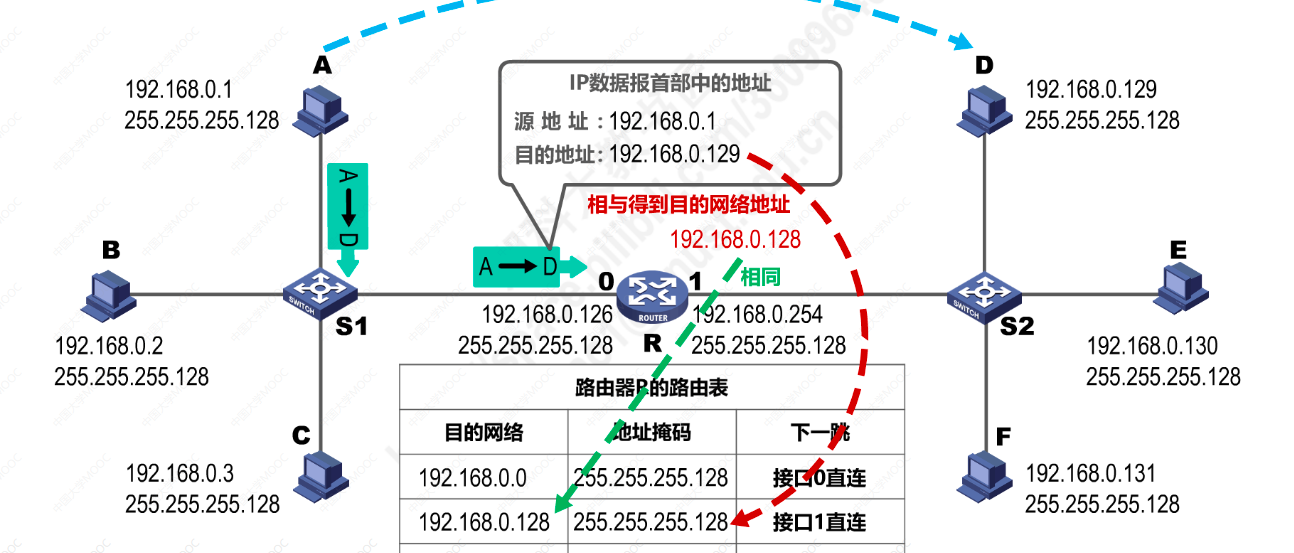 A
192.168.0.1
255.255.255.128
D
192.168.0.129
255.255.255.128
IP数据报首部中的地址
源地址：192.168.0.1
目的地址：192.168.0.129
相与得到目的网络地址
192.168.0.128
相同
A
D
A
D
B
192.168.0.2
255.255.255.128
SWITCH
S1
0
1
192.168.0.126
255.255.255.128
ROUTER
R
192.168.0.254
255.255.255.128
SWITCH
S2
E
192.168.0.130
255.255.255.128
C
192.168.0.3
255.255.255.128
F
192.168.0.131
255.255.255.128
路由器R的路由表
目的网络 地址掩码 下一跳
192.168.0.0 255.255.255.128 接口0直连
192.168.0.128 255.255.255.128 接口1直连